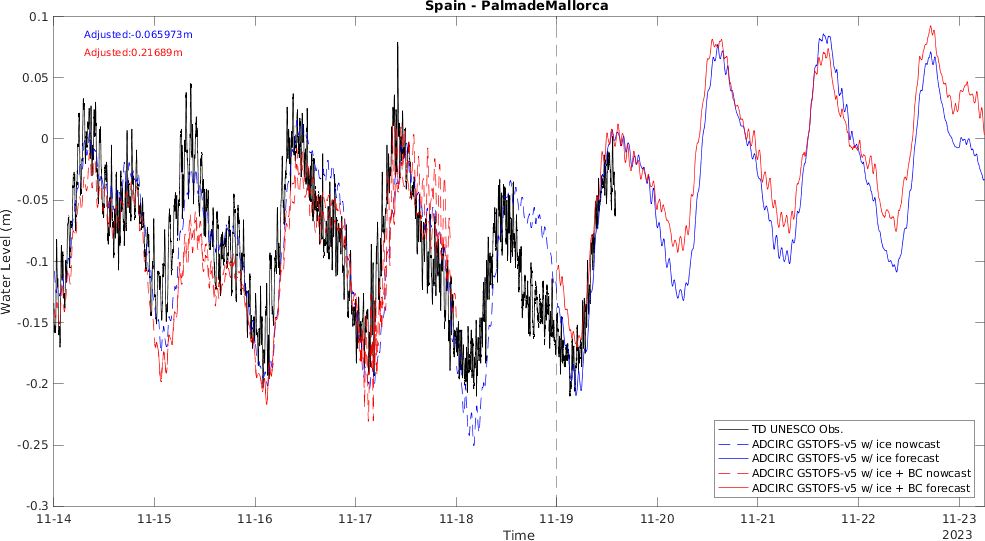 Spain - PalmadeMallorca
Adjusted:-0.065973m
Adjusted:0.21689m
0.1
0.05
0
-0.05
-0.1
-0.15
-0.2
-0.25
-0.3
Water Level (m)
TD UNESCO Obs.
ADCIRC GSTOFS-v5 w/ ice nowcast
ADCIRC GSTOFS-v5 w/ ice forecast
ADCIRC GSTOFS-v5 w/ ice + BC nowcast
ADCIRC GSTOFS-v5 w/ ice + BC forecast
11-14 11-15 11-16 11-17 11-18 11-19 11-20 11-21 11-22 11-23
2023
Time